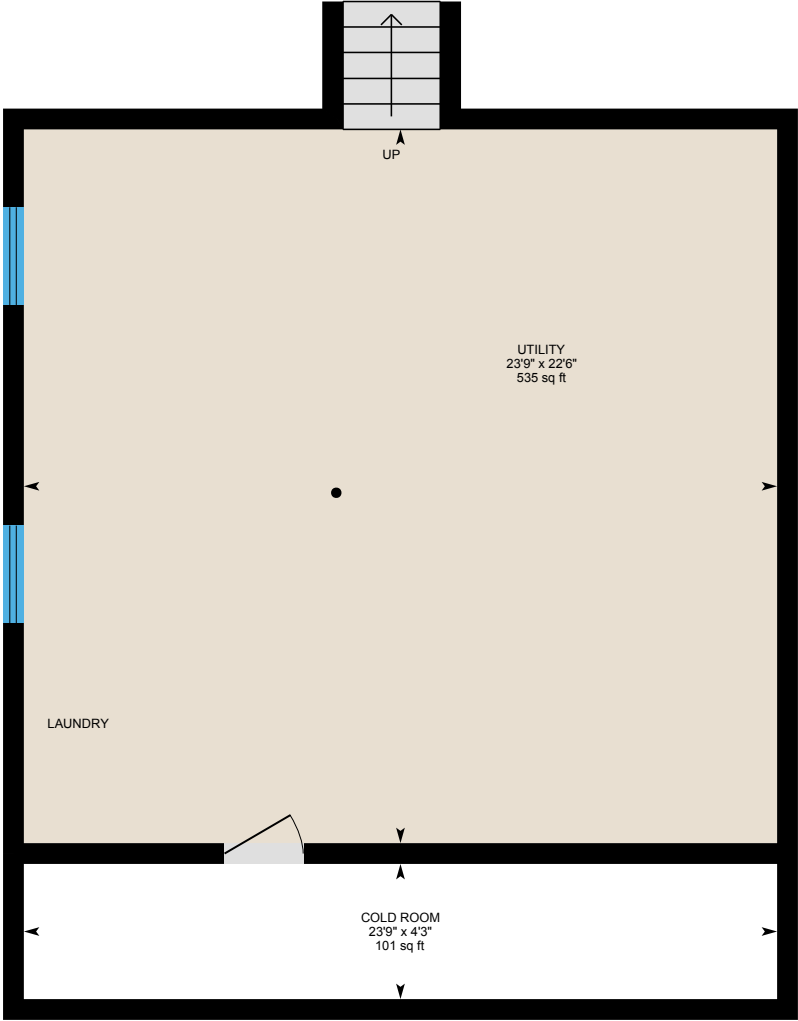 UP
UTILITY
23'9" x 22'6"
535 sq ft
LAUNDRY
COLD ROOM
23'9" x 4'3"
101 sq ft